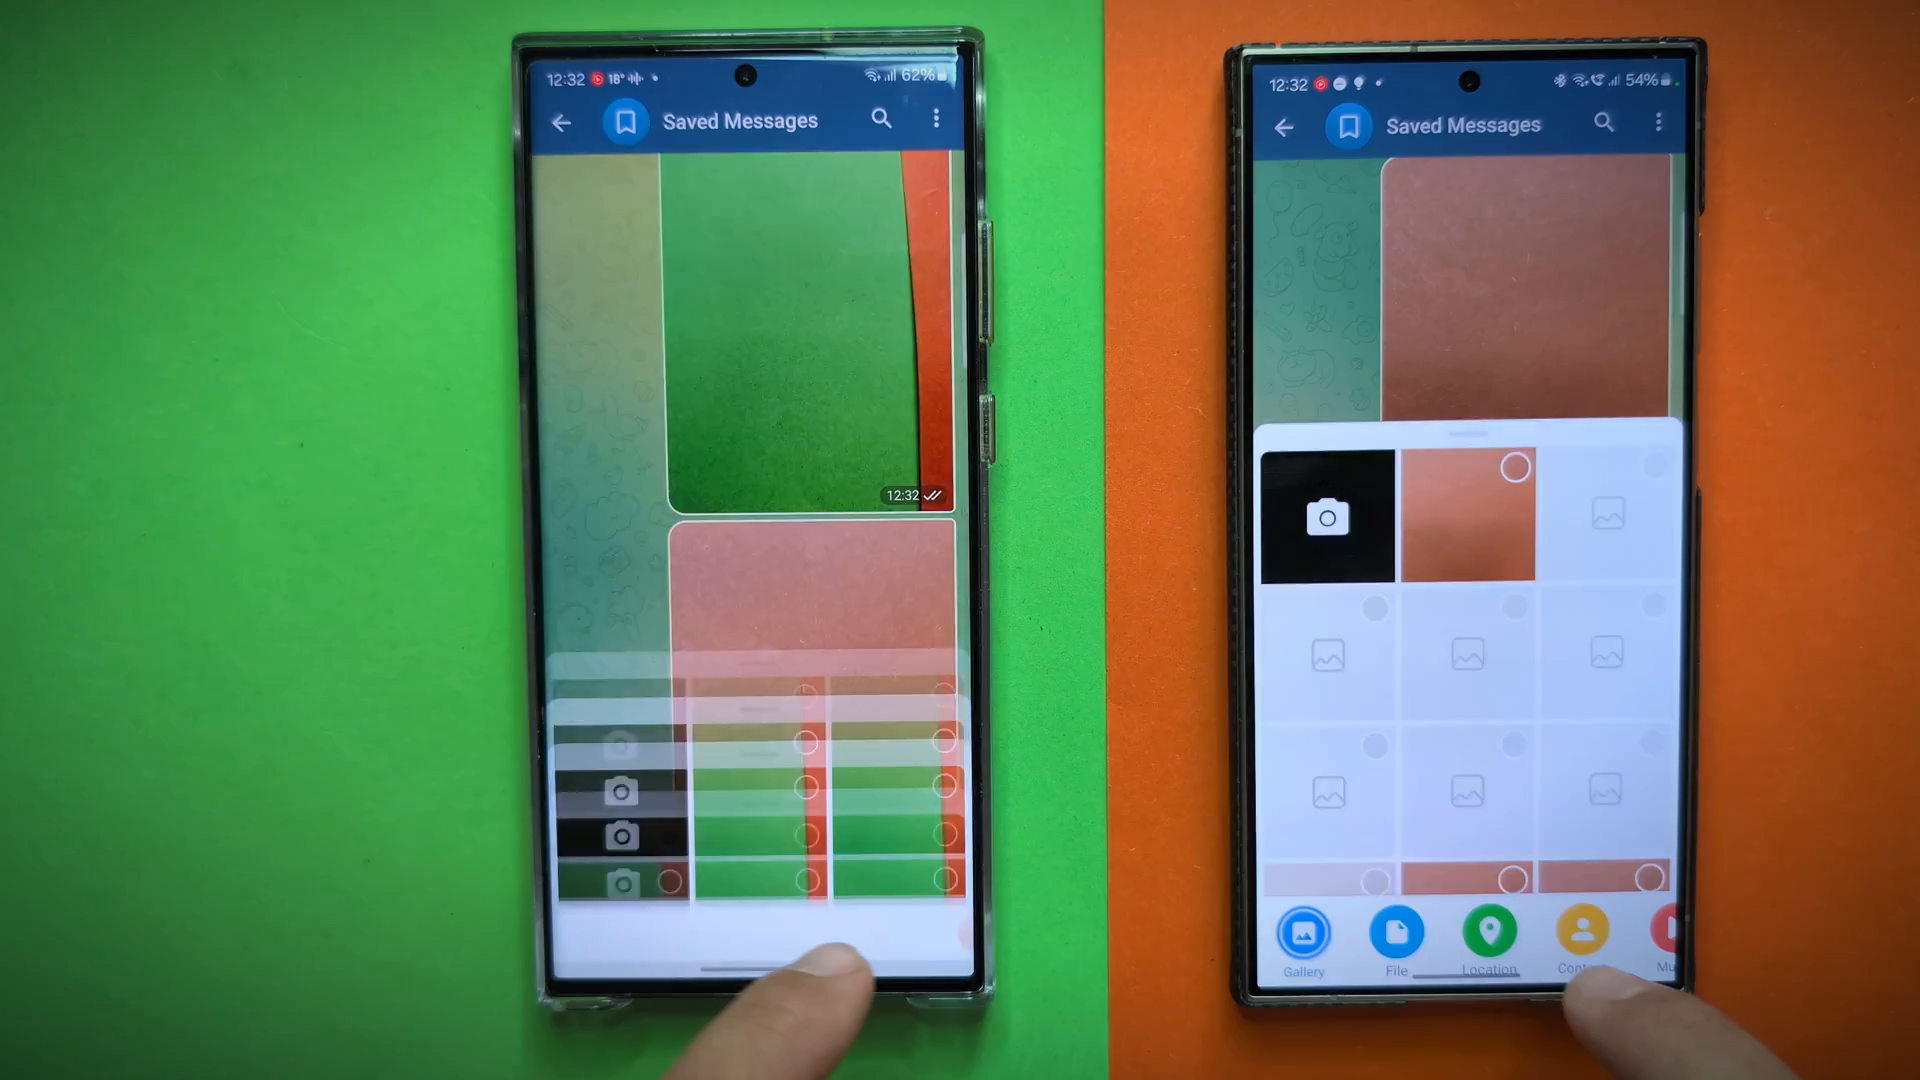 12:32 18°
62%
Saved Messages
12:32
12:32
54%
Saved Messages
Gallery
File
Location